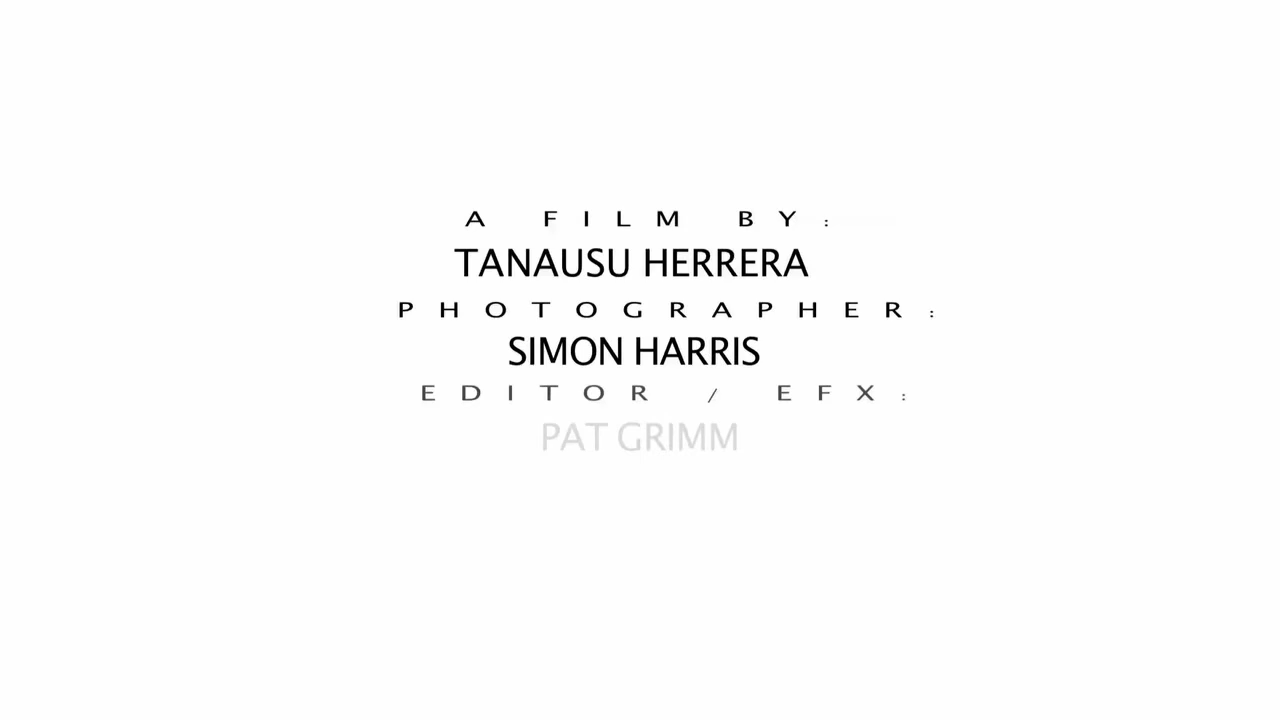 A FILM BY:
TANAUSU HERRERA
PHOTOGRAPHER:
SIMON HARRIS
EDITOR / EFX:
PAT GRIMM